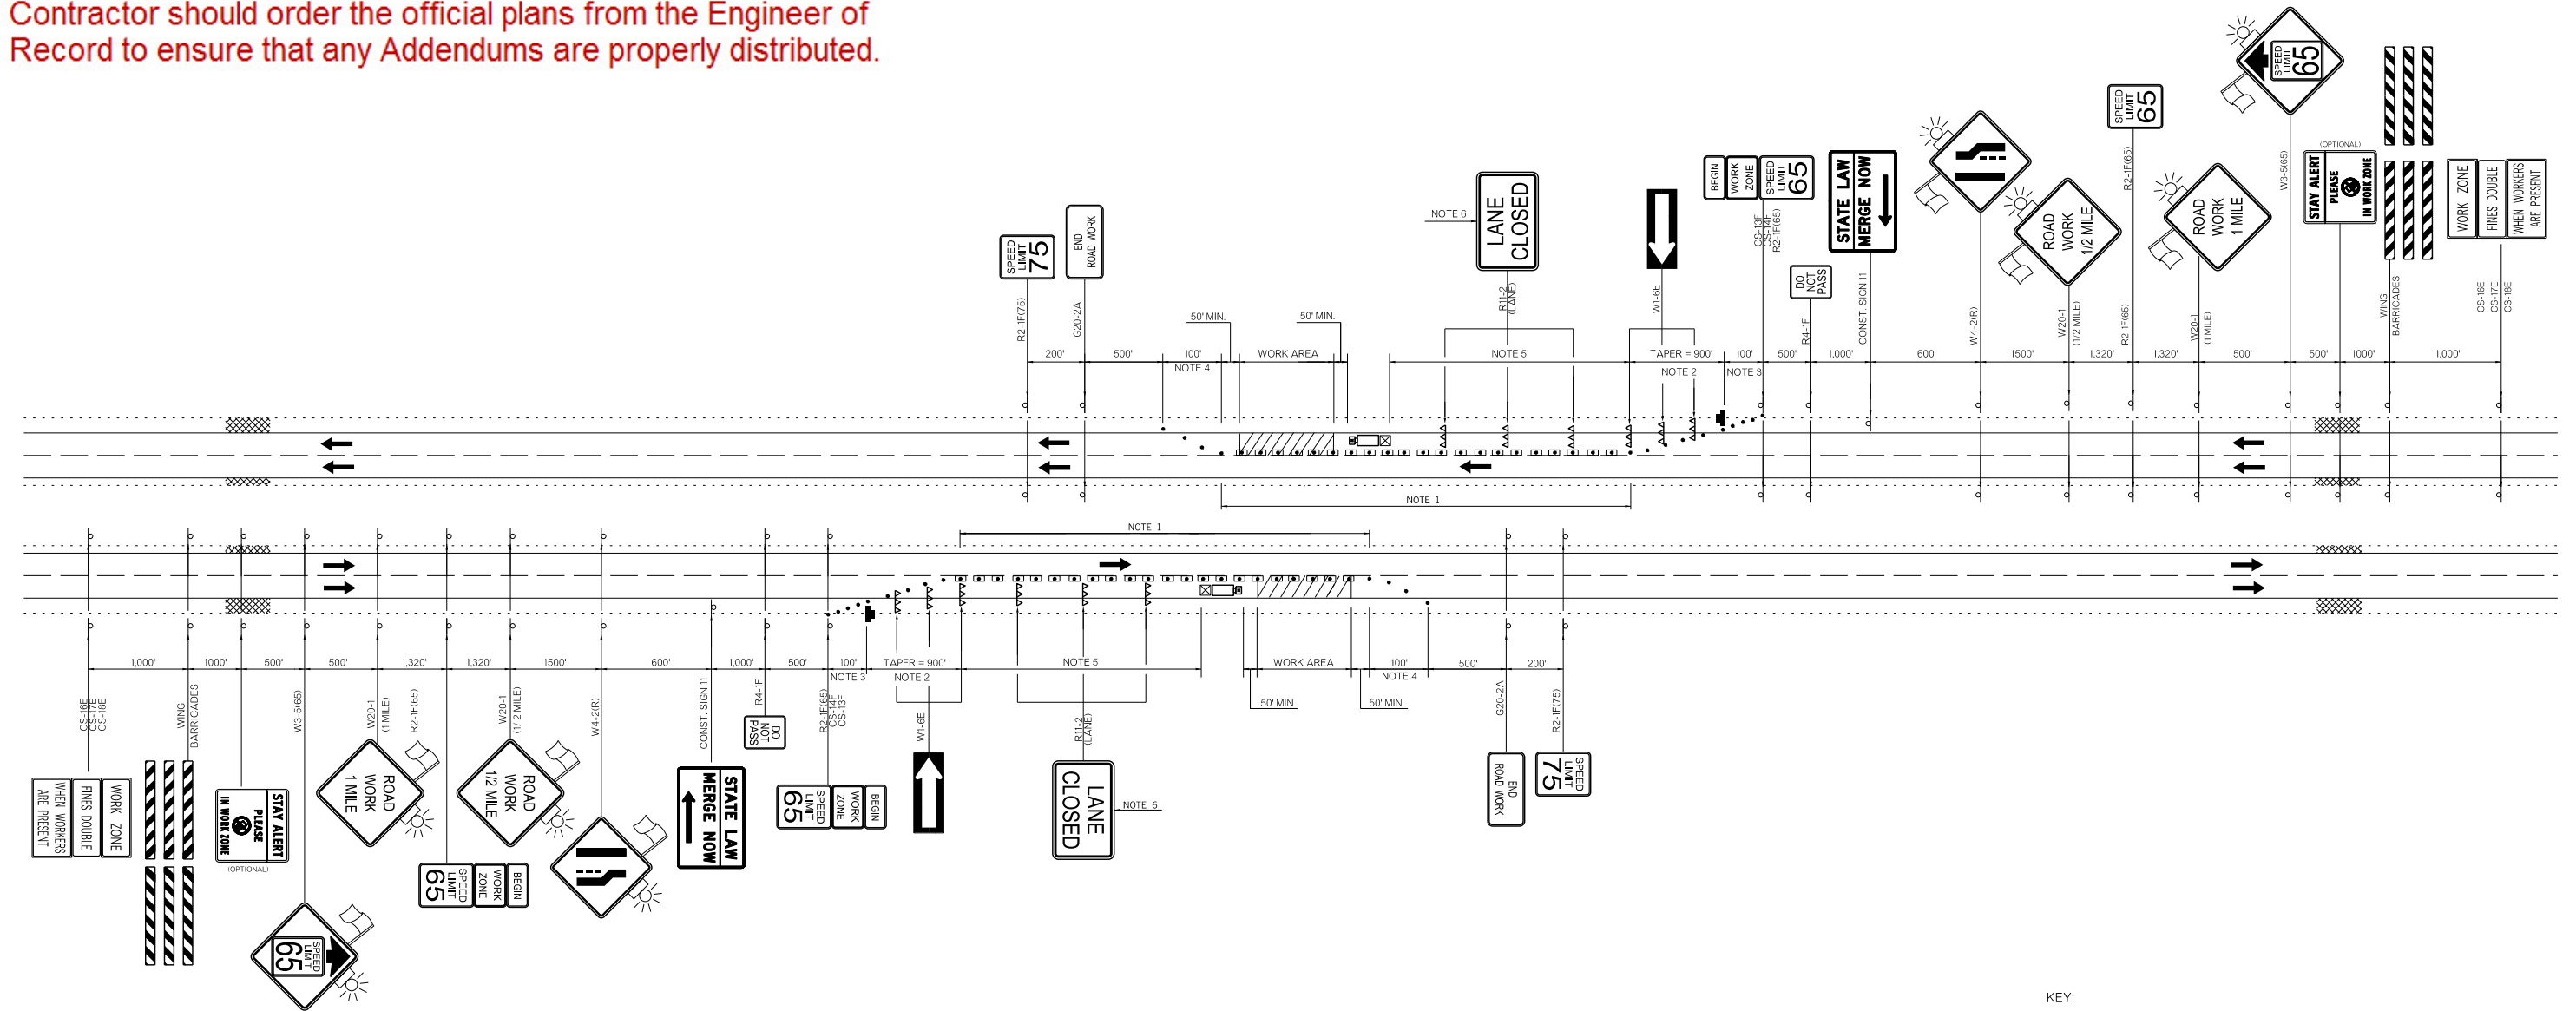 Contractor should order the official plans from the Engineer of
Record to ensure that any Addendums are properly distributed.
SPEED
LIMIT
75
R2-1F(75)
END
ROAD WORK
G20-2A
NOTE 6
LANE
CLOSED
R11-2
(LANE)
W1-6E
BEGIN
WORK
ZONE
SPEED
LIMIT
65
CS-13F
CS-14F
R2-1F(65)
DO
NOT
PASS
R4-1F
STATE LAW
MERGE NOW
CONST. SIGN 11
W4-2(R)
ROAD
WORK
1/2 MILE
W20-1
(1/2 MILE)
SPEED
LIMIT
65
R2-1F(65)
R2-1F(65)
ROAD
WORK
1 MILE
W20-1
(1 MILE)
SPEED
LIMIT
65
W3-5(65)
(OPTIONAL)
STAY ALERT
PLEASE
IN WORK ZONE
WING
BARRICADES
WORK ZONE
FINES DOUBLE
WHEN WORKERS
ARE PRESENT
CS-16E
CS-17E
CS-18E
50' MIN.
50' MIN.
200'
500'
100'
WORK AREA
NOTE 5
TAPER = 900'
100'
500'
1,000'
600'
1500'
1,320'
1,320'
500'
500'
1000'
1,000'
NOTE 4
NOTE 2
NOTE 3
NOTE 1
NOTE 1
1,000'
1000'
500'
500'
1,320'
1,320'
1500'
600'
1,000'
500'
100'
TAPER = 900'
NOTE 5
WORK AREA
100'
500'
200'
NOTE 3
NOTE 2
NOTE 4
50' MIN.
50' MIN.
CS-16E
CS-17E
CS-18E
WORK ZONE
FINES DOUBLE
WHEN WORKERS
ARE PRESENT
WING
BARRICADES
STAY ALERT
PLEASE
IN WORK ZONE
(OPTIONAL)
W3-5(65)
SPEED
LIMIT
65
W20-1
(1 MILE)
ROAD
WORK
1 MILE
R2-1F(65)
BEGIN
WORK
ZONE
SPEED
LIMIT
65
W20-1
(1/ 2 MILE)
ROAD
WORK
1/2 MILE
W4-2(R)
CONST. SIGN 11
STATE LAW
MERGE NOW
R4-1F
DO
NOT
PASS
R2-1F(65)
CS-14F
CS-13F
BEGIN
WORK
ZONE
SPEED
LIMIT
65
W1-6E
R11-2
(LANE)
LANE
CLOSED
NOTE 6
G20-2A
END
ROAD WORK
R2-1F(75)
SPEED
LIMIT
75
KEY: